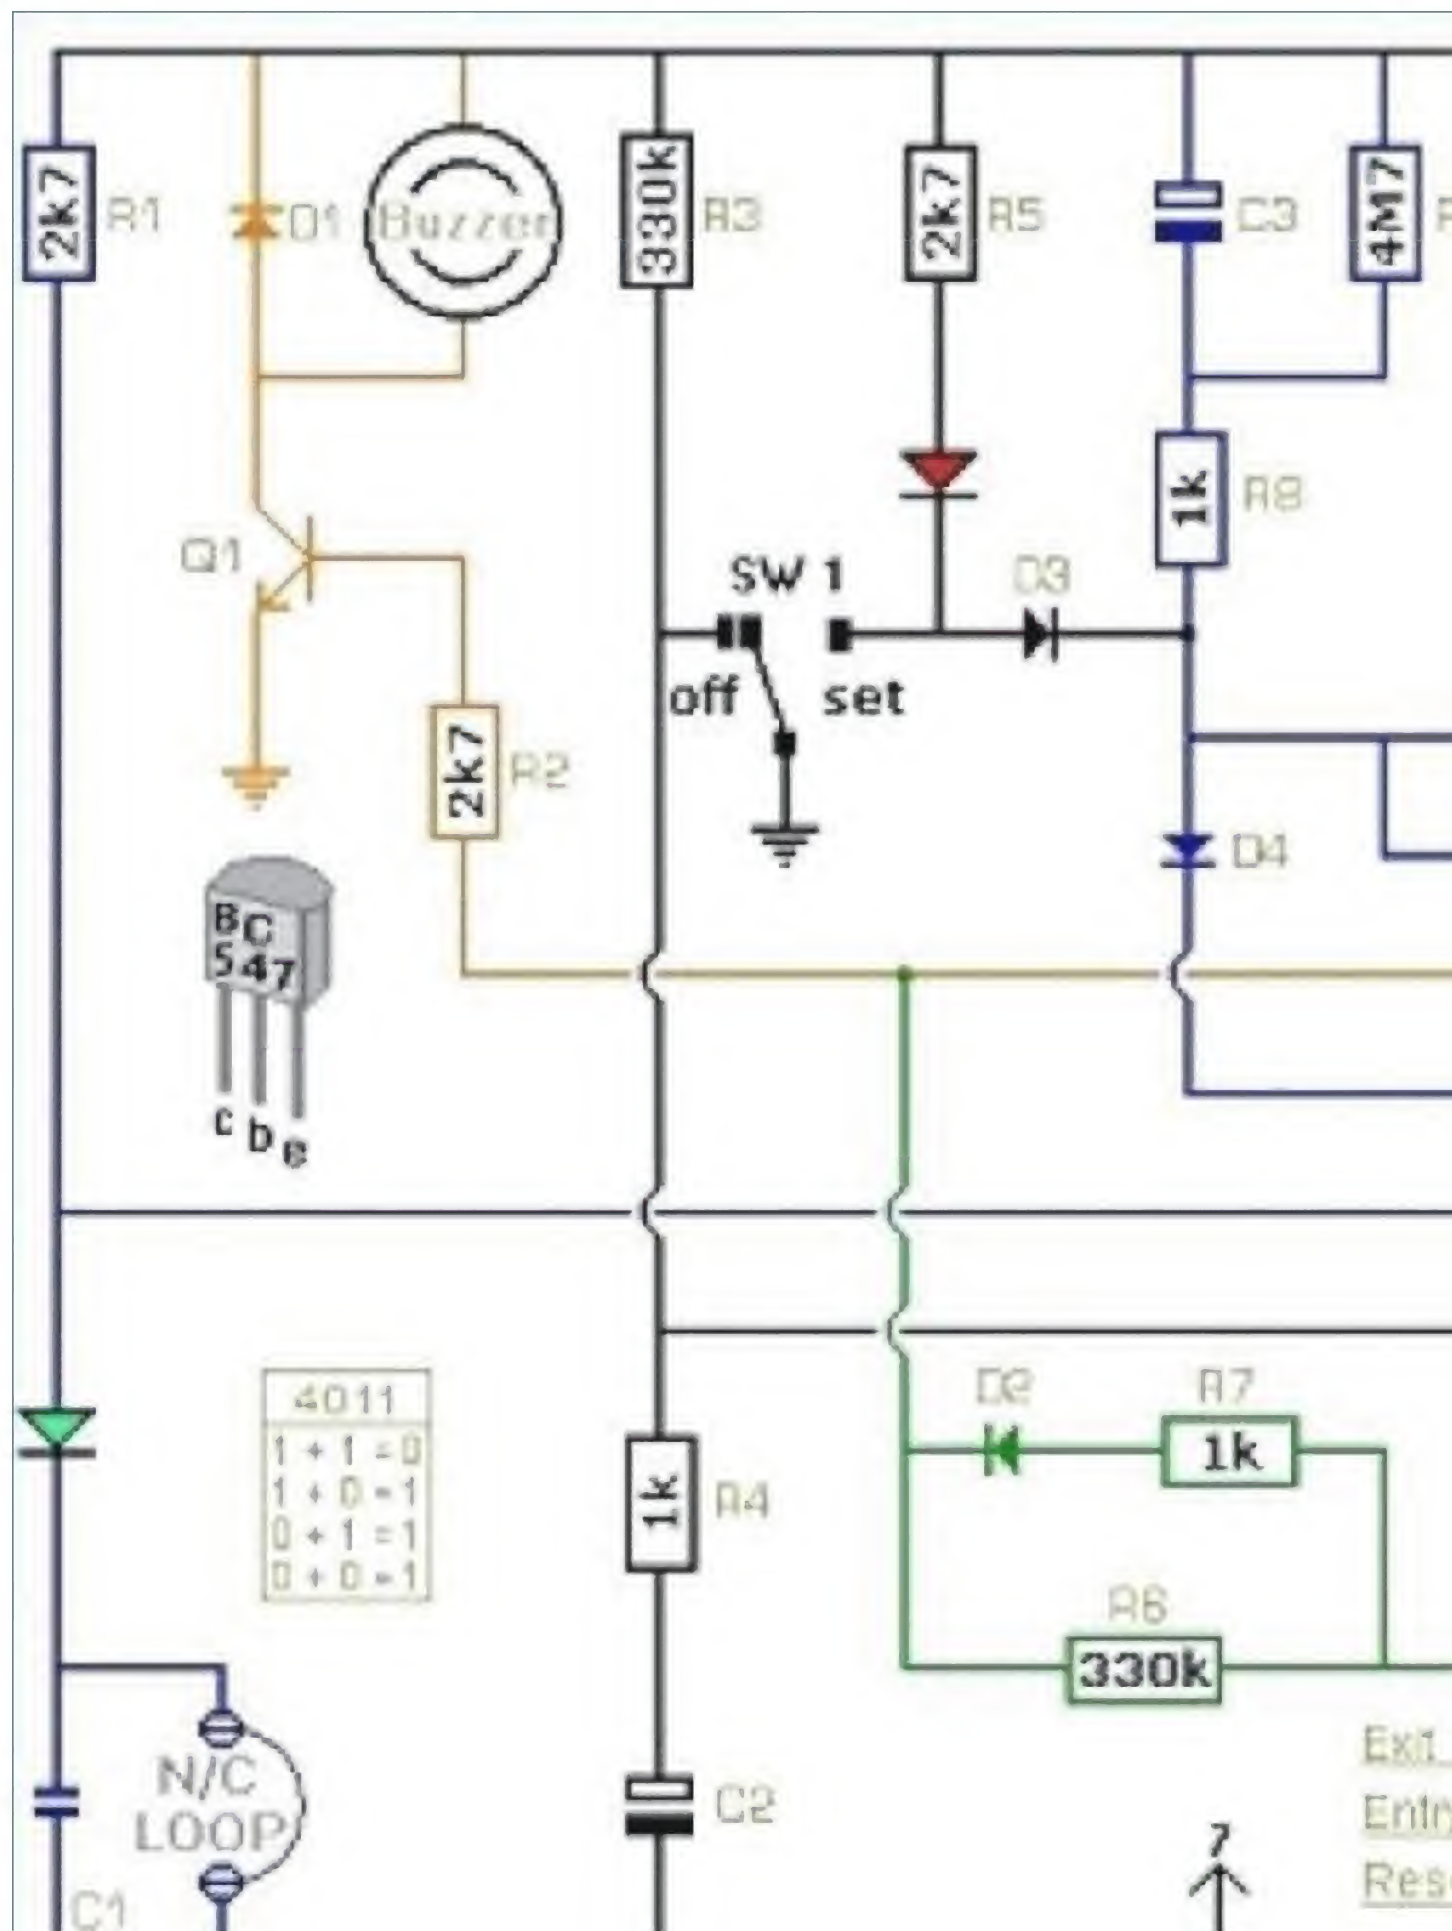 2k7 R1
D1
Buzzer
330k R3
2k7 R5
C3
4M7
1k R8
Q1
SW 1
D3
off set
2k7 R2
D4
BC
547
c b e
4011
1 + 1 = 0
1 + 0 = 1
0 + 1 = 1
0 + 0 = 1
D2 R7
1k
1k R4
R6
330k
N/C
LOOP
C2
Exit
7
C1